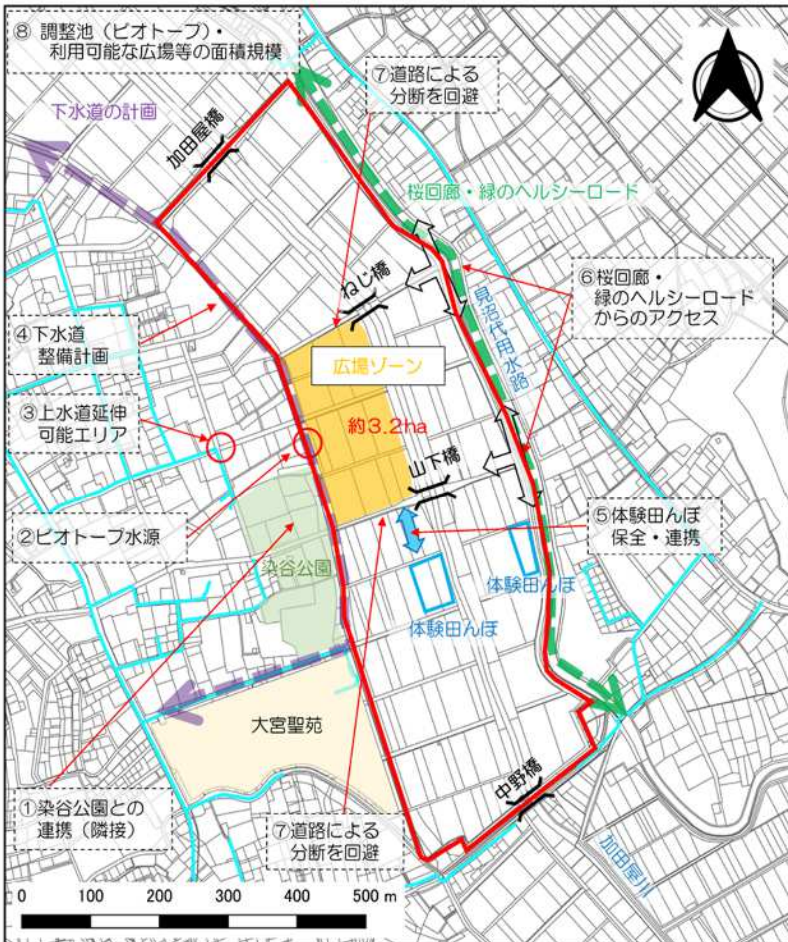 ⑧ 調整池（ビオトープ）・
利用可能な広場等の面積規模
⑦道路による
分断を回避
下水道の計画
加田屋橋
桜回廊・緑のヘルシーロード
ねじ橋
⑥桜回廊・
緑のヘルシーロード
からのアクセス
見沼代用水路
④下水道
整備計画
広場ゾーン
③上水道延伸
可能エリア
約3.2ha
山下橋
②ビオトープ水源
⑤体験田んぼ
保全・連携
染谷公園
体験田んぼ
体験田んぼ
大宮聖苑
中野橋
①染谷公園との
連携（隣接）
⑦道路による
分断を回避
加田屋川
0 100 200 300 400 500 m